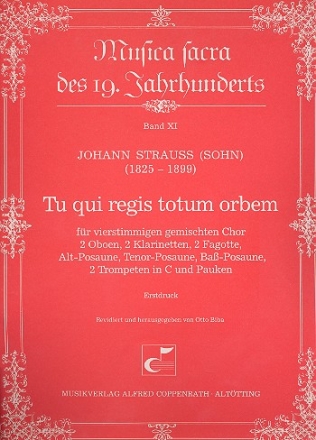 Musica sacra
des 19. Jahrhunderts
Band XI
JOHANN STRAUSS (SOHN)
(1825 – 1899)
Tu qui regis totum orbem
für vierstimmigen gemischten Chor
2 Oboen, 2 Klarinetten, 2 Fagotte,
Alt-Posaune, Tenor-Posaune, Baß-Posaune,
2 Trompeten in C und Pauken
Erstdruck
Revidiert und herausgegeben von Otto Biba
MUSIKVERLAG ALFRED COPPENRATH – ALTÖTTING